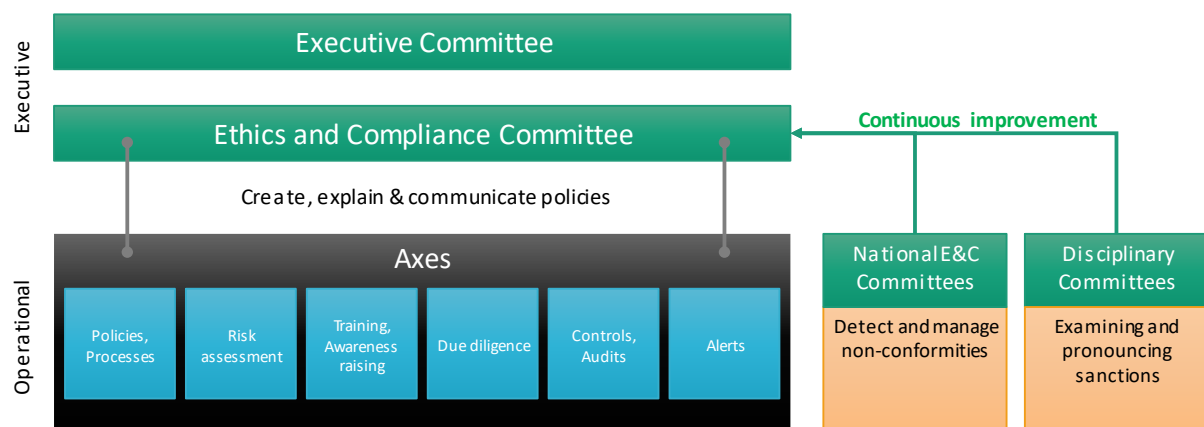 Executive
Executive Committee
Ethics and Compliance Committee
Continuous improvement
Create, explain & communicate policies
Operational
Axes
Policies,
Processes
Risk
assessment
Training,
Awareness
raising
Due diligence
Controls,
Audits
Alerts
National E&C
Committees
Detect and manage
non-conformities
Disciplinary
Committees
Examining and
pronouncing
sanctions